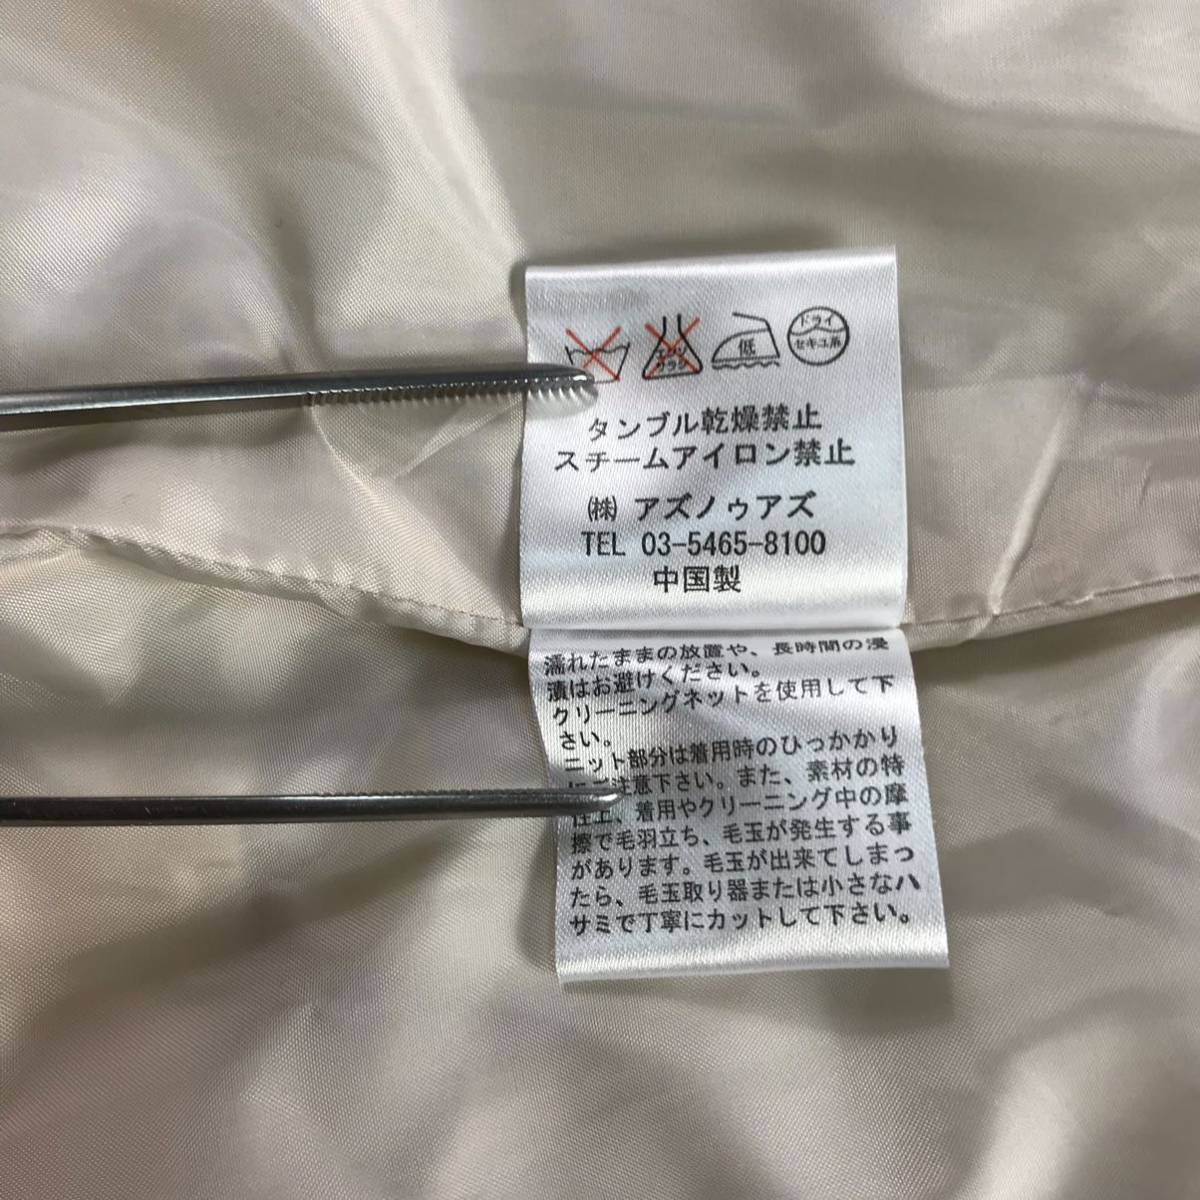 エンソ
サラシ
低
ドライ
セキユ系
タンブル乾燥禁止
スチームアイロン禁止
㈱ アズノゥアズ
TEL 03-5465-8100
中国製
濡れたままの放置や、長時間の浸
漬はお避けください。
クリーニングネットを使用して下
さい。
ニット部分は着用時のひっかかり
にご注意下さい。また、素材の特
性上、着用やクリーニング中の摩
擦で毛羽立ち、毛玉が発生する事
があります。毛玉が出来てしまっ
たら、毛玉取り器または小さなハ
サミで丁寧にカットして下さい。